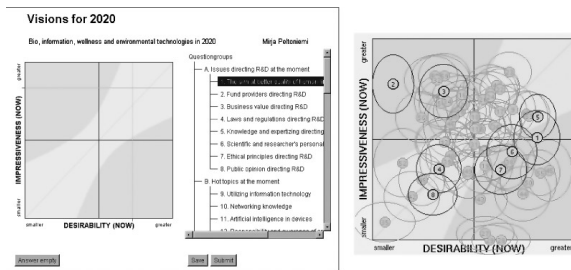 Visions for 2020
Bio, information, wellness and environmental technologies in 2020
Mirja Peltoniemi
Questiongroups
A. Issues directing R&D at the moment
2. Fund providers directing R&D
3. Business value directing R&D
4. Laws and regulations directing R&D
5. Knowledge and expertizing directing
6. Scientific and researcher's personal
7. Ethical principles directing R&D
8. Public opinion directing R&D
B. Hot topics at the moment
9. Utilizing information technology
10. Networking knowledge
11. Artificial intelligence in devices
greater
IMPRESSIVENESS (NOW)
smaller
smaller
DESIRABILITY (NOW)
greater
Answer empty
Save
Submit
greater
IMPRESSIVENESS (NOW)
smaller
2
3
5
1
6
4
7
8
smaller
DESIRABILITY (NOW)
greater